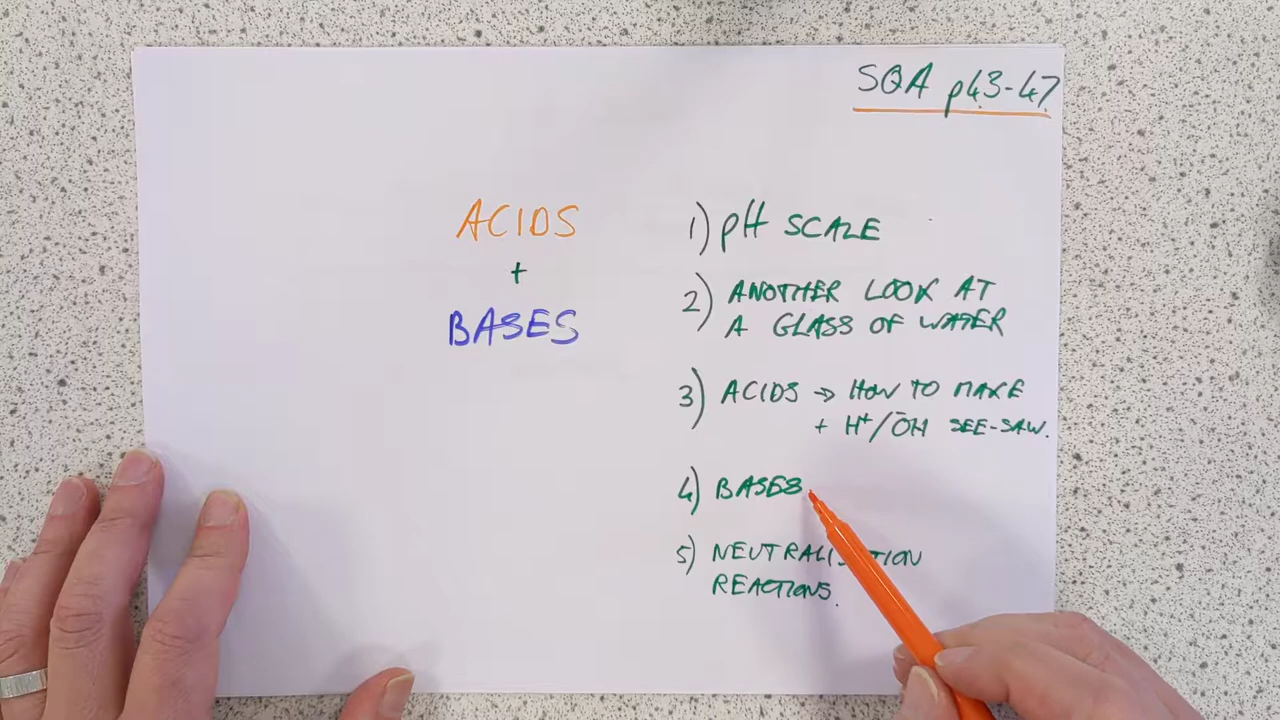 SQA p43-47
ACIDS
+
BASES
1) pH SCALE
2) ANOTHER LOOK AT
A GLASS OF WATER
3) ACIDS → HOW TO MAKE
+ H⁺/⁻OH SEE-SAW.
4) BASES
5) NEUTRALISATION
REACTIONS.